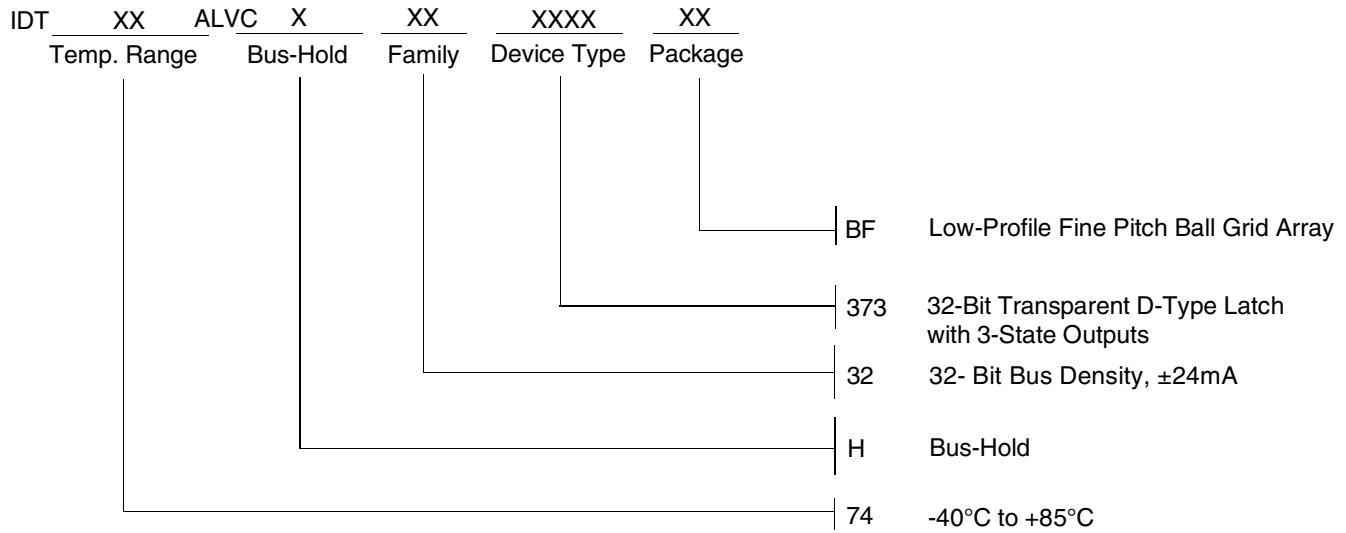 IDT XX ALVC X XX XXXX XX
Temp. Range Bus-Hold Family Device Type Package
BF Low-Profile Fine Pitch Ball Grid Array
373 32-Bit Transparent D-Type Latch
with 3-State Outputs
32 32- Bit Bus Density, ±24mA
H Bus-Hold
74 -40°C to +85°C